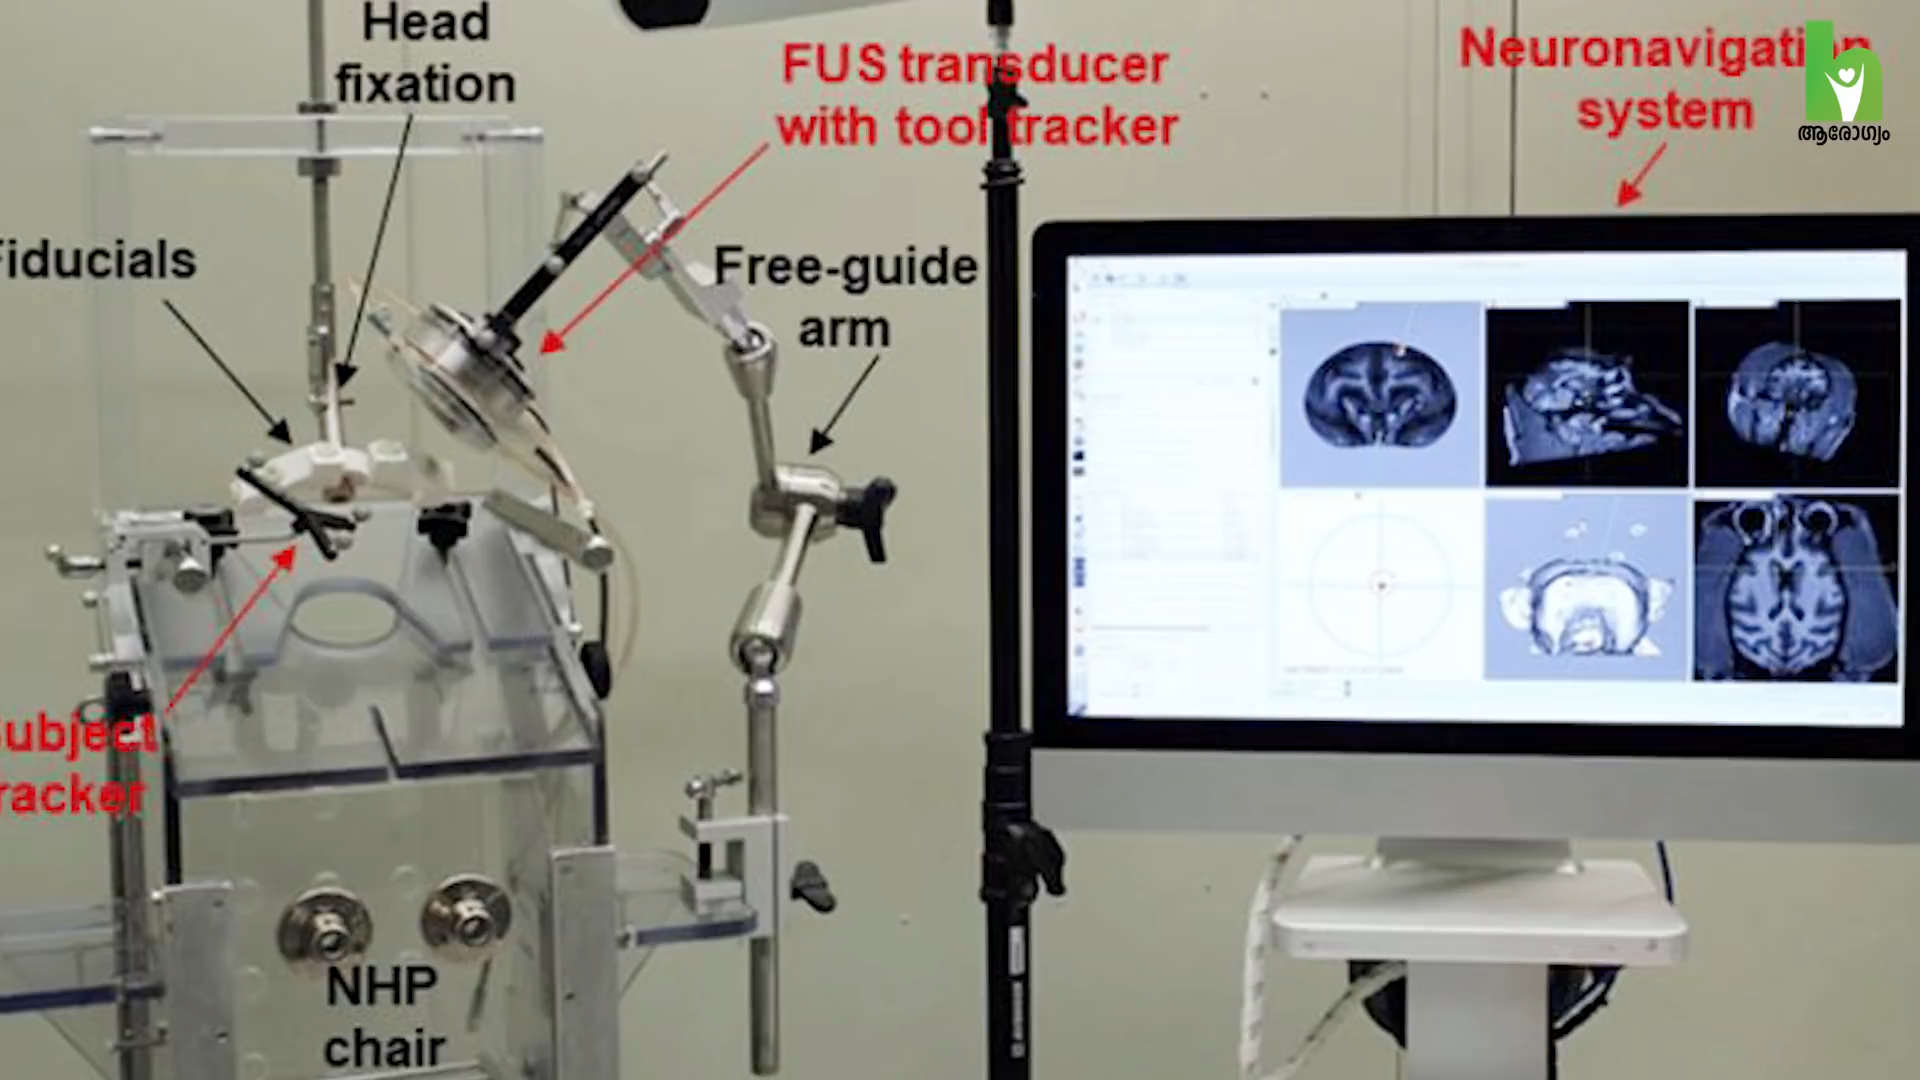 Head
fixation
FUS transducer
with tool tracker
Neuronavigation
system
ആരോഗ്യം
Fiducials
Free-guide
arm
Subject
tracker
NHP
chair